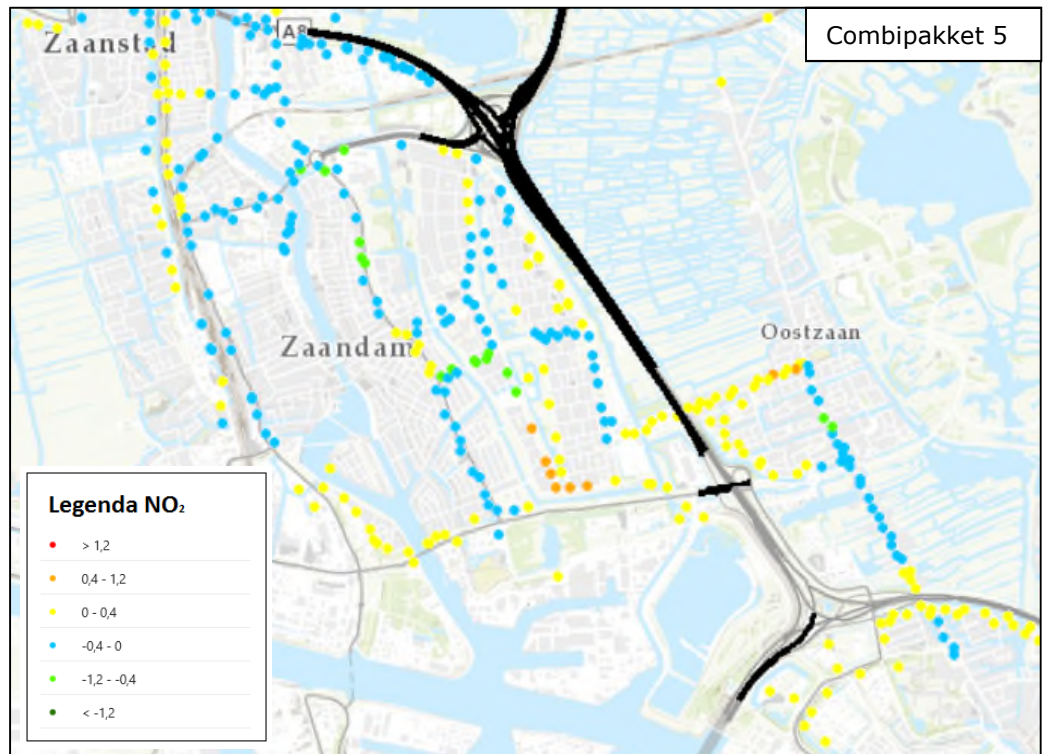 Combipakket 5
A8
Zaanstad
Oostzaan
Zaandam
Legenda NO₂
> 1,2
0,4 - 1,2
0 - 0,4
-0,4 - 0
-1,2 - -0,4
< -1,2